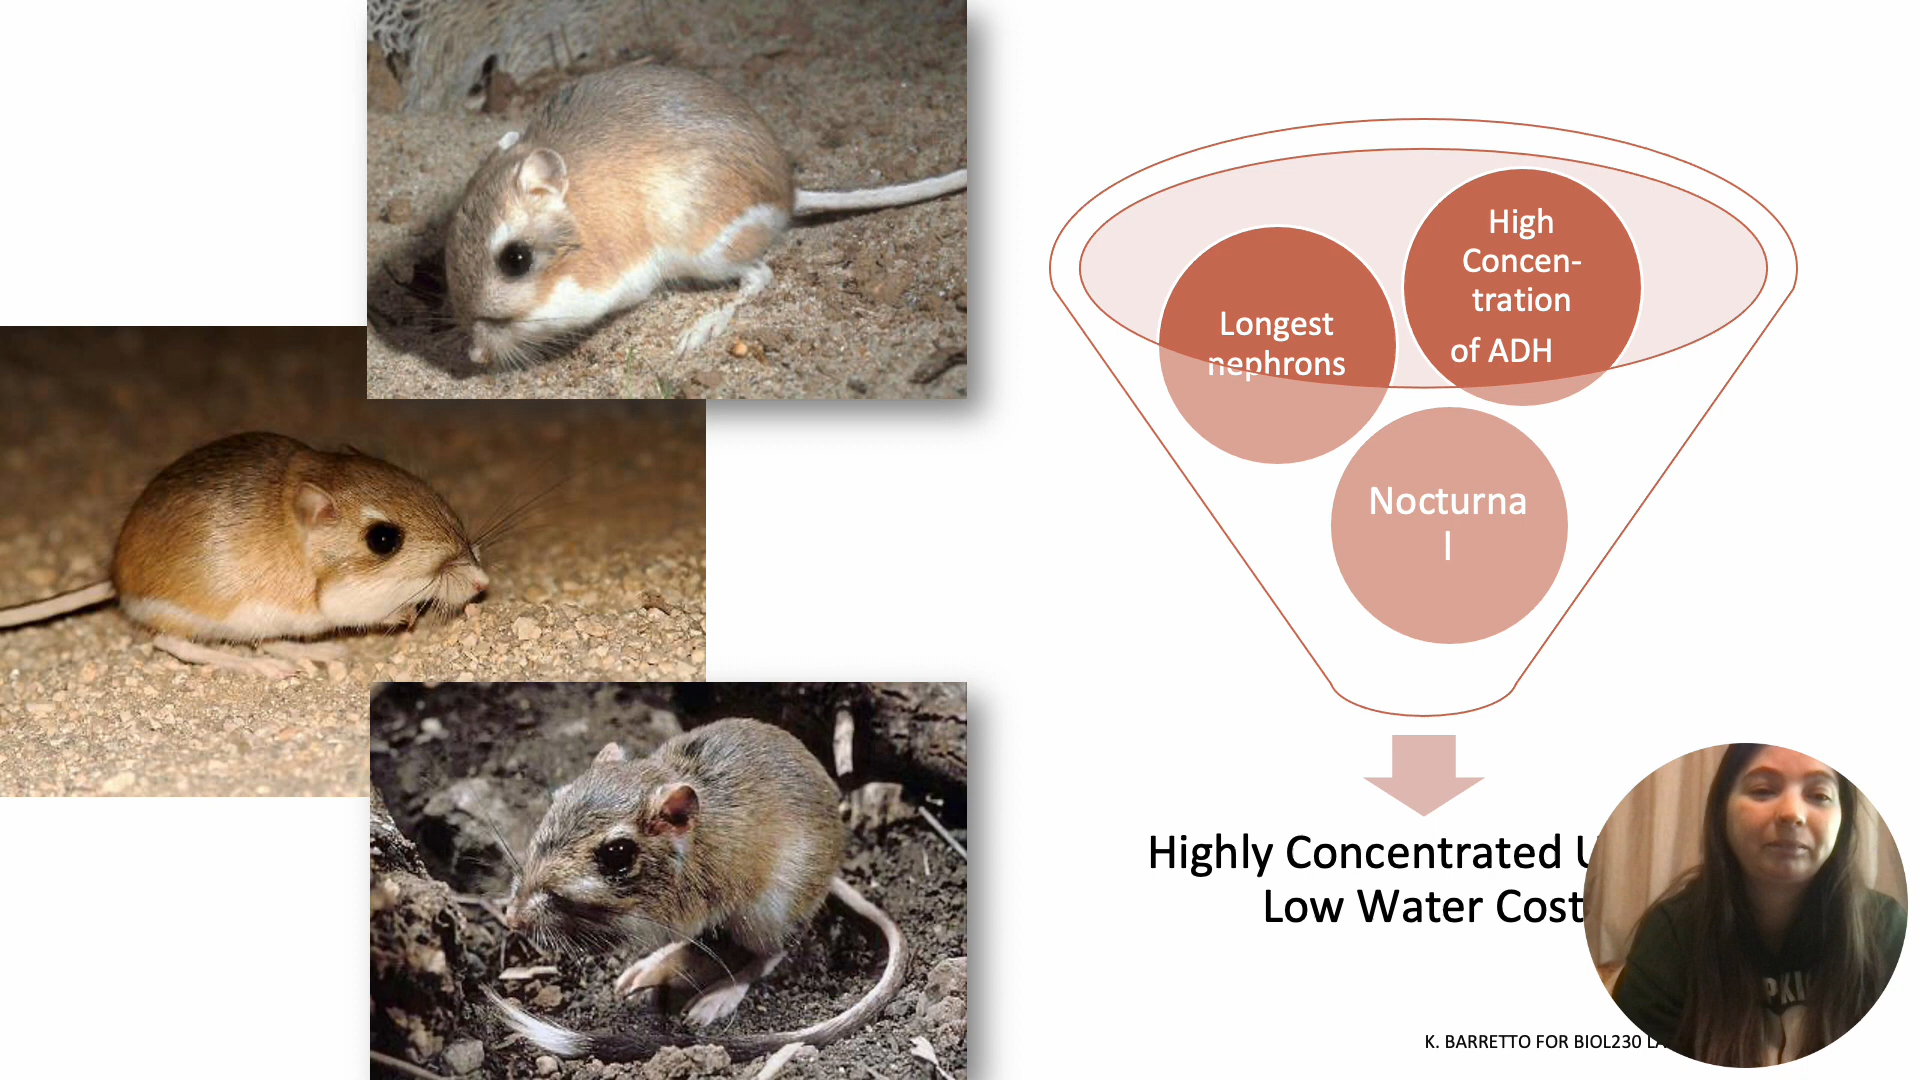 High
Concen-
tration
of ADH
Longest
nephrons
Nocturna
l
Highly Concentrated
Low Water Cost
K. BARRETTO FOR BIOL230